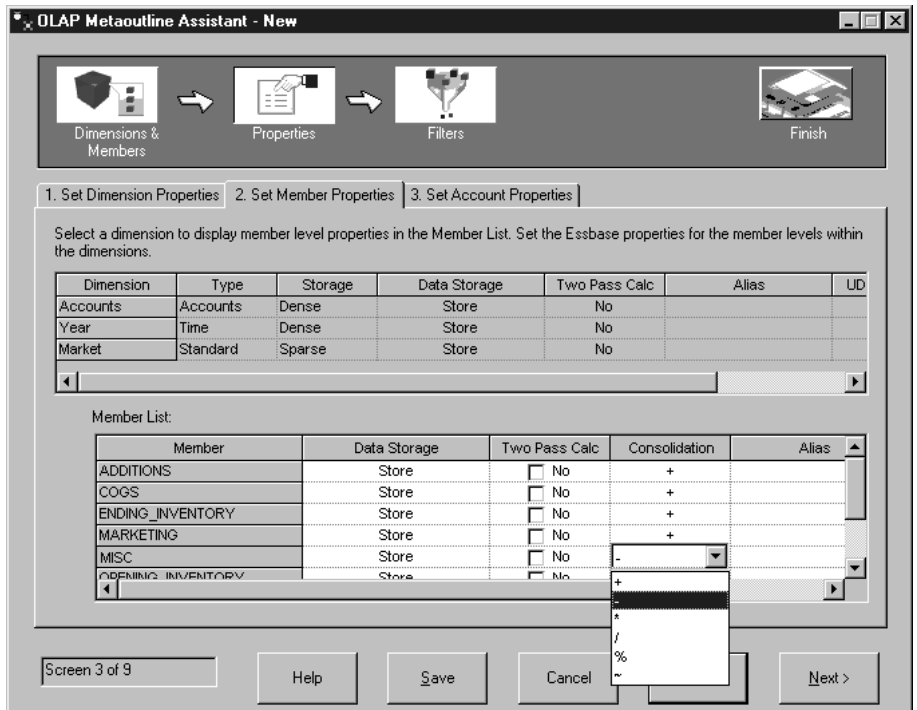 OLAP Metaoutline Assistant - New
Dimensions & Members
Properties
Filters
Finish
1. Set Dimension Properties 2. Set Member Properties 3. Set Account Properties
Select a dimension to display member level properties in the Member List. Set the Essbase properties for the member levels within
the dimensions.
Dimension Type Storage Data Storage Two Pass Calc Alias UD
Accounts Accounts Dense Store No
Year Time Dense Store No
Market Standard Sparse Store No
Member List:
Member Data Storage Two Pass Calc Consolidation Alias
ADDITIONS Store No +
COGS Store No +
ENDING_INVENTORY Store No +
MARKETING Store No +
MISC Store No -
OPENING_INVENTORY Store No
+
-
*
/
%
~
Screen 3 of 9 Help Save Cancel Next >